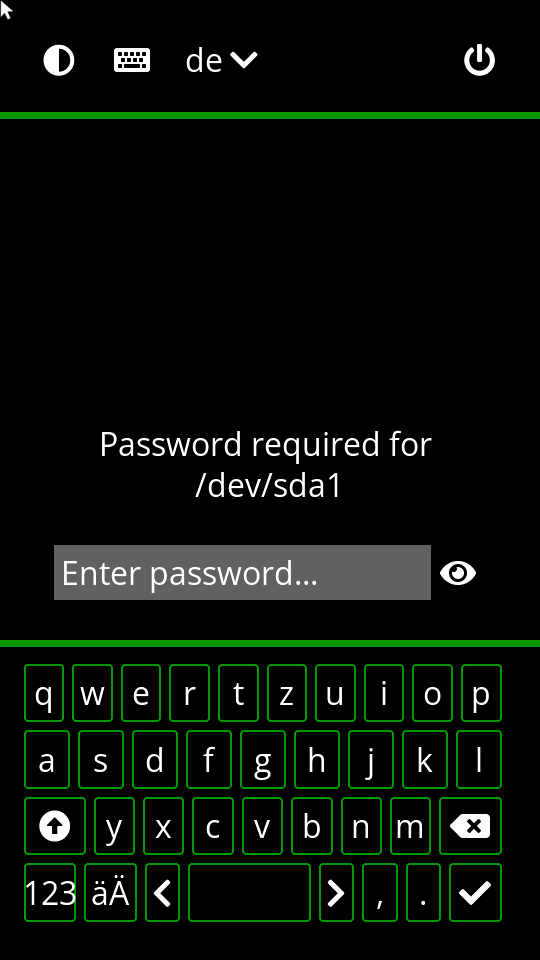 de
Password required for
/dev/sda1
Enter password...
q w e r t z u i o p
a s d f g h j k l
y x c v b n m
123 äÄ , .